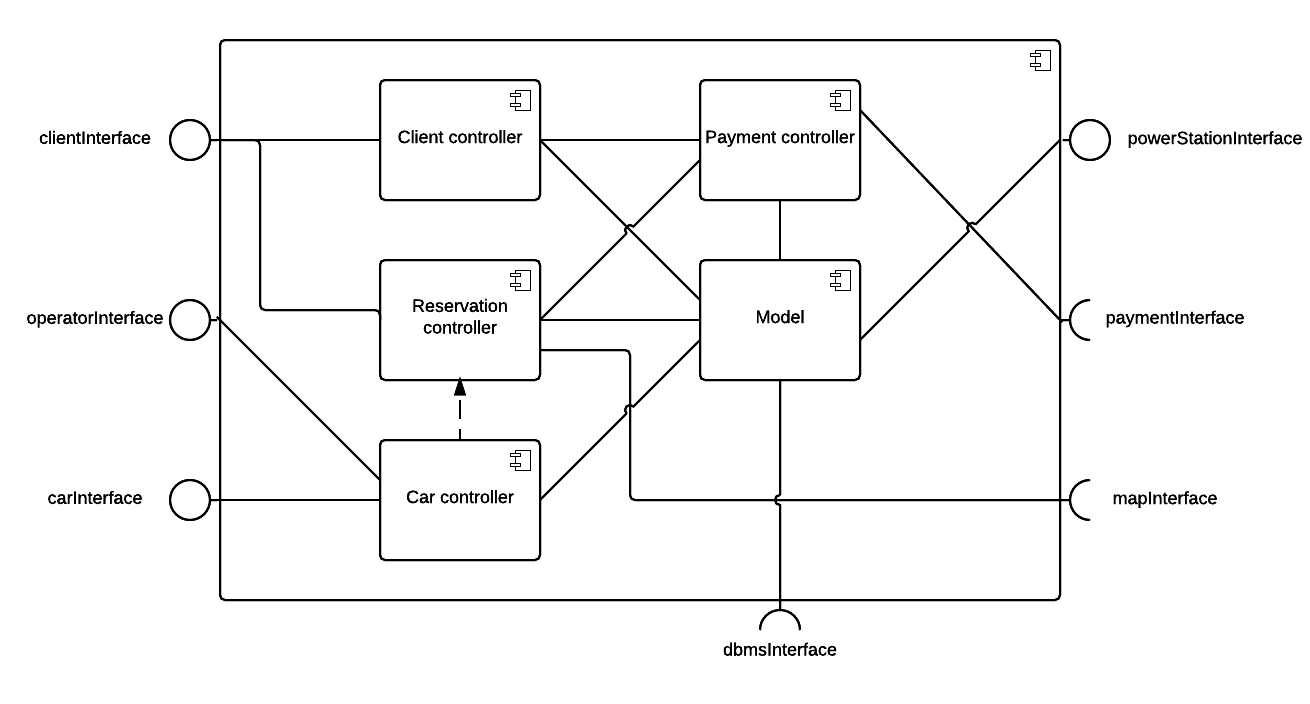 clientInterface
Client controller
Payment controller
powerStationInterface
operatorInterface
Reservation
controller
Model
paymentInterface
carInterface
Car controller
mapInterface
dbmsInterface